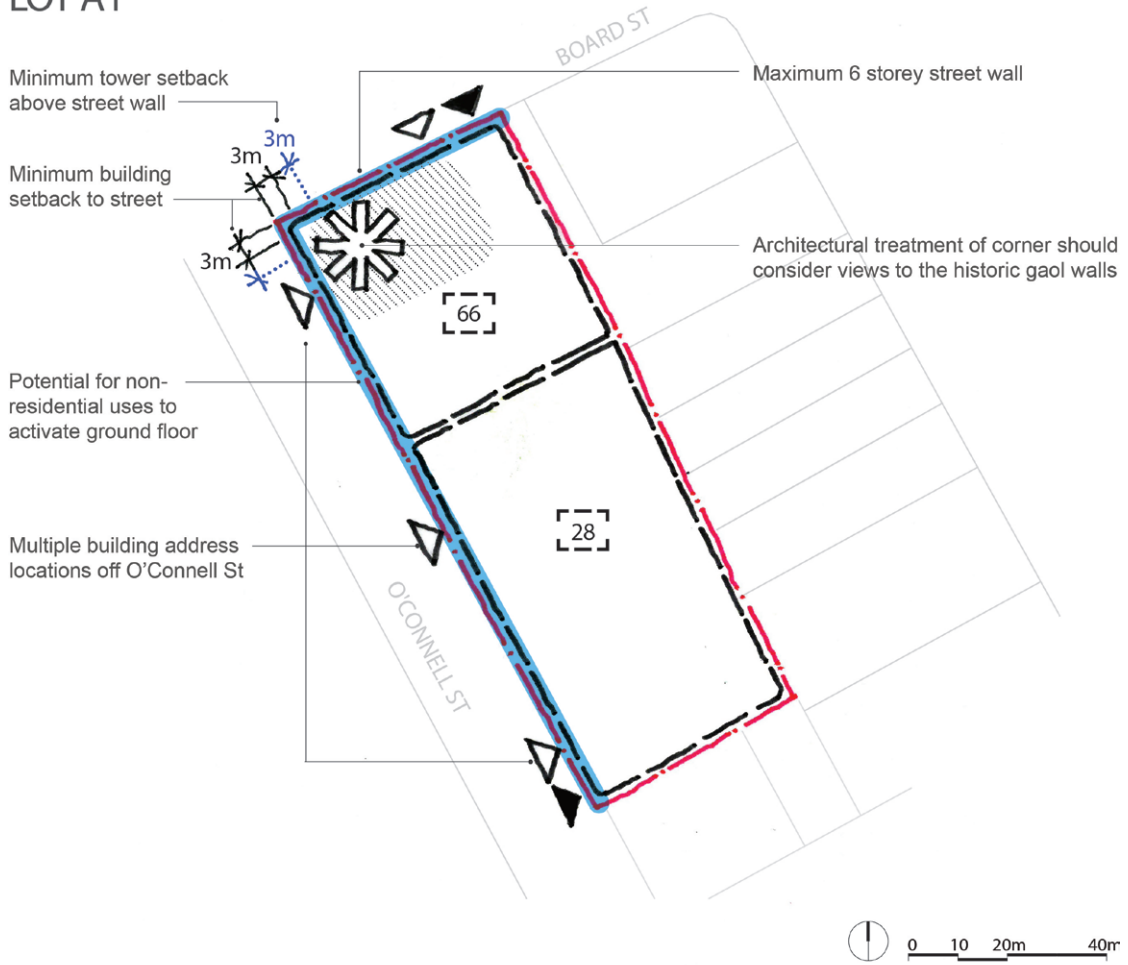 LOT A1
BOARD ST
Minimum tower setback
above street wall
Maximum 6 storey street wall
3m
3m
Minimum building
setback to street
3m
Architectural treatment of corner should
consider views to the historic gaol walls
66
Potential for non-
residential uses to
activate ground floor
28
Multiple building address
locations off O'Connell St
O'CONNELL ST
0 10 20m 40m